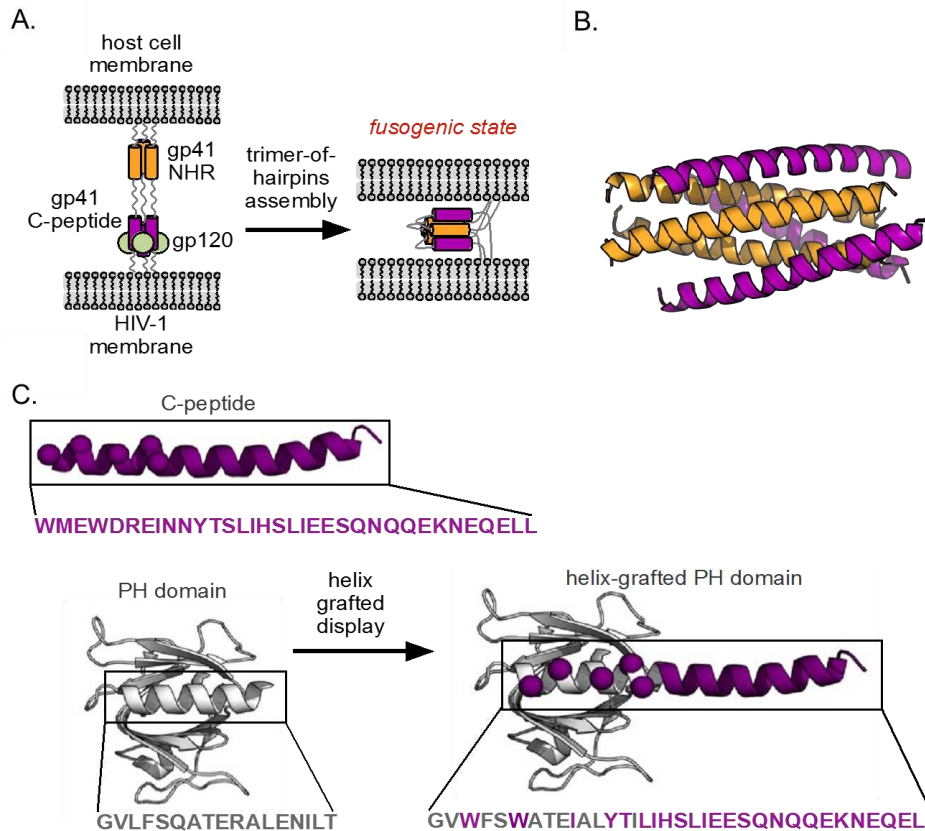 A.
host cell
membrane
gp41
NHR
gp41
C-peptide
gp120
HIV-1
membrane
trimer-of-
hairpins
assembly
fusogenic state
B.
C.
C-peptide
WMEWDREINNYTSLIHSLIEESQNQQEKNEQELL
PH domain
GVLFSQATERALENILT
helix
grafted
display
helix-grafted PH domain
GVWFSWATEIALYTILIHSLIEESQNQQEKNEQEL